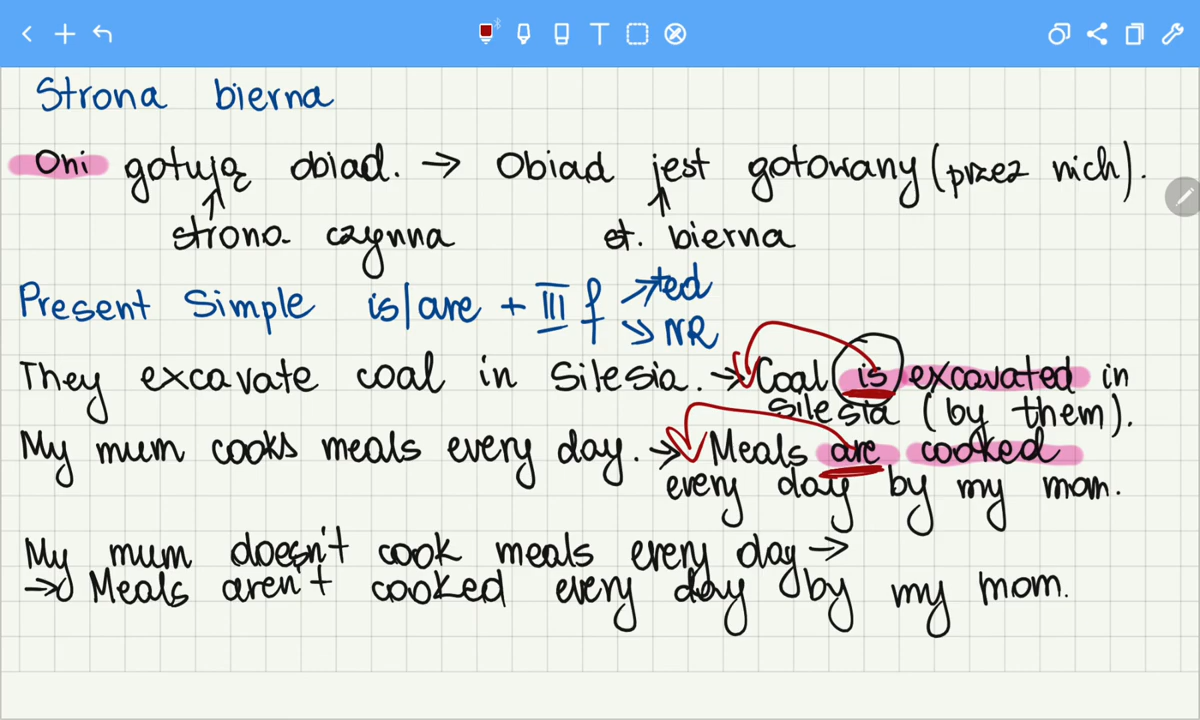 Strona bierna
Oni gotują obiad. → Obiad jest gotowany (przez nich).
strona czynna st. bierna
Present Simple is/are + III f → +ed
→ NR
They excavate coal in Silesia. → Coal is excavated in
Silesia (by them).
My mum cooks meals every day. → Meals are cooked
every day by my mom.
My mum doesn't cook meals every day →
→ Meals aren't cooked every day by my mom.